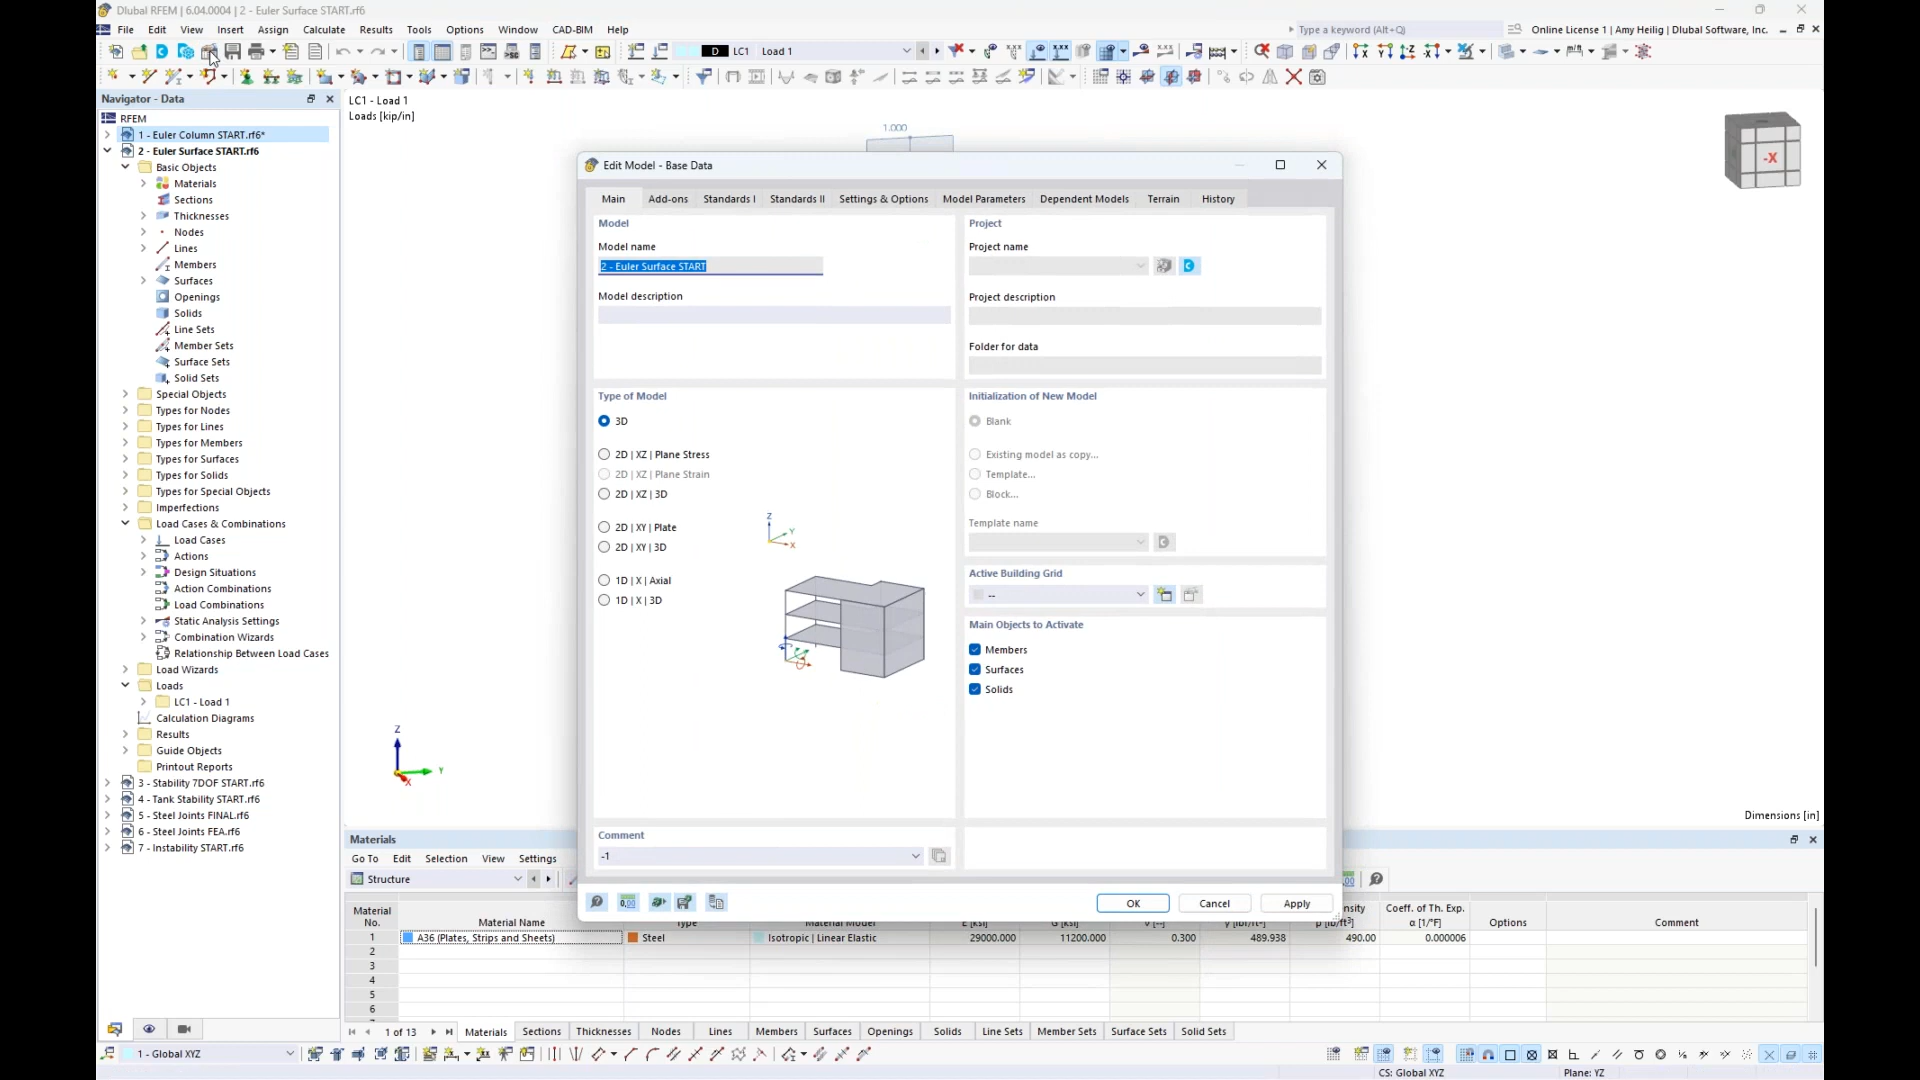 Dlubal RFEM | 6.04.0004 | 2 - Euler Surface START.rf6
File Edit View Insert Assign Calculate Results Tools Options Window CAD-BIM Help
Type a keyword (Alt+Q)
Online License 1 | Amy Heilig | Dlubal Software, Inc.
D LC1 Load 1
Navigator - Data
RFEM
1 - Euler Column START.rf6*
2 - Euler Surface START.rf6
Basic Objects
Materials
Sections
Thicknesses
Nodes
Lines
Members
Surfaces
Openings
Solids
Line Sets
Member Sets
Surface Sets
Solid Sets
Special Objects
Types for Nodes
Types for Lines
Types for Members
Types for Surfaces
Types for Solids
Types for Special Objects
Imperfections
Load Cases & Combinations
Load Cases
Actions
Design Situations
Action Combinations
Load Combinations
Static Analysis Settings
Combination Wizards
Relationship Between Load Cases
Load Wizards
Loads
LC1 - Load 1
Calculation Diagrams
Results
Guide Objects
Printout Reports
3 - Stability 7DOF START.rf6
4 - Tank Stability START.rf6
5 - Steel Joints FINAL.rf6
6 - Steel Joints FEA.rf6
7 - Instability START.rf6
LC1 - Load 1
Loads [kip/in]
1.000
-X
Z
Y
X
Dimensions [in]
Edit Model - Base Data
Main Add-ons Standards I Standards II Settings & Options Model Parameters Dependent Models Terrain History
Model
Model name
2 - Euler Surface START
Model description
Project
Project name
Project description
Folder for data
Type of Model
3D
2D | XZ | Plane Stress
2D | XZ | Plane Strain
2D | XZ | 3D
2D | XY | Plate
2D | XY | 3D
1D | X | Axial
1D | X | 3D
Z
Y
X
Initialization of New Model
Blank
Existing model as copy...
Template...
Block...
Template name
Active Building Grid
--
Main Objects to Activate
Members
Surfaces
Solids
Comment
-1
OK Cancel Apply
Materials
Go To Edit Selection View Settings
Structure
Material
No. Material Name Coeff. of Th. Exp.
α [1/°F] Options Comment
1 A36 (Plates, Strips and Sheets) Steel Isotropic | Linear Elastic 29000.000 11200.000 0.300 489.938 490.00 0.000006
2
3
4
5
6
1 of 13 Materials Sections Thicknesses Nodes Lines Members Surfaces Openings Solids Line Sets Member Sets Surface Sets Solid Sets
1 - Global XYZ
CS: Global XYZ Plane: YZ